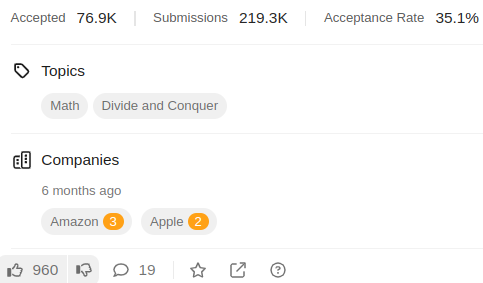 Accepted 76.9K Submissions 219.3K Acceptance Rate 35.1%
Topics
Math Divide and Conquer
Companies
6 months ago
Amazon 3 Apple 2
960 19